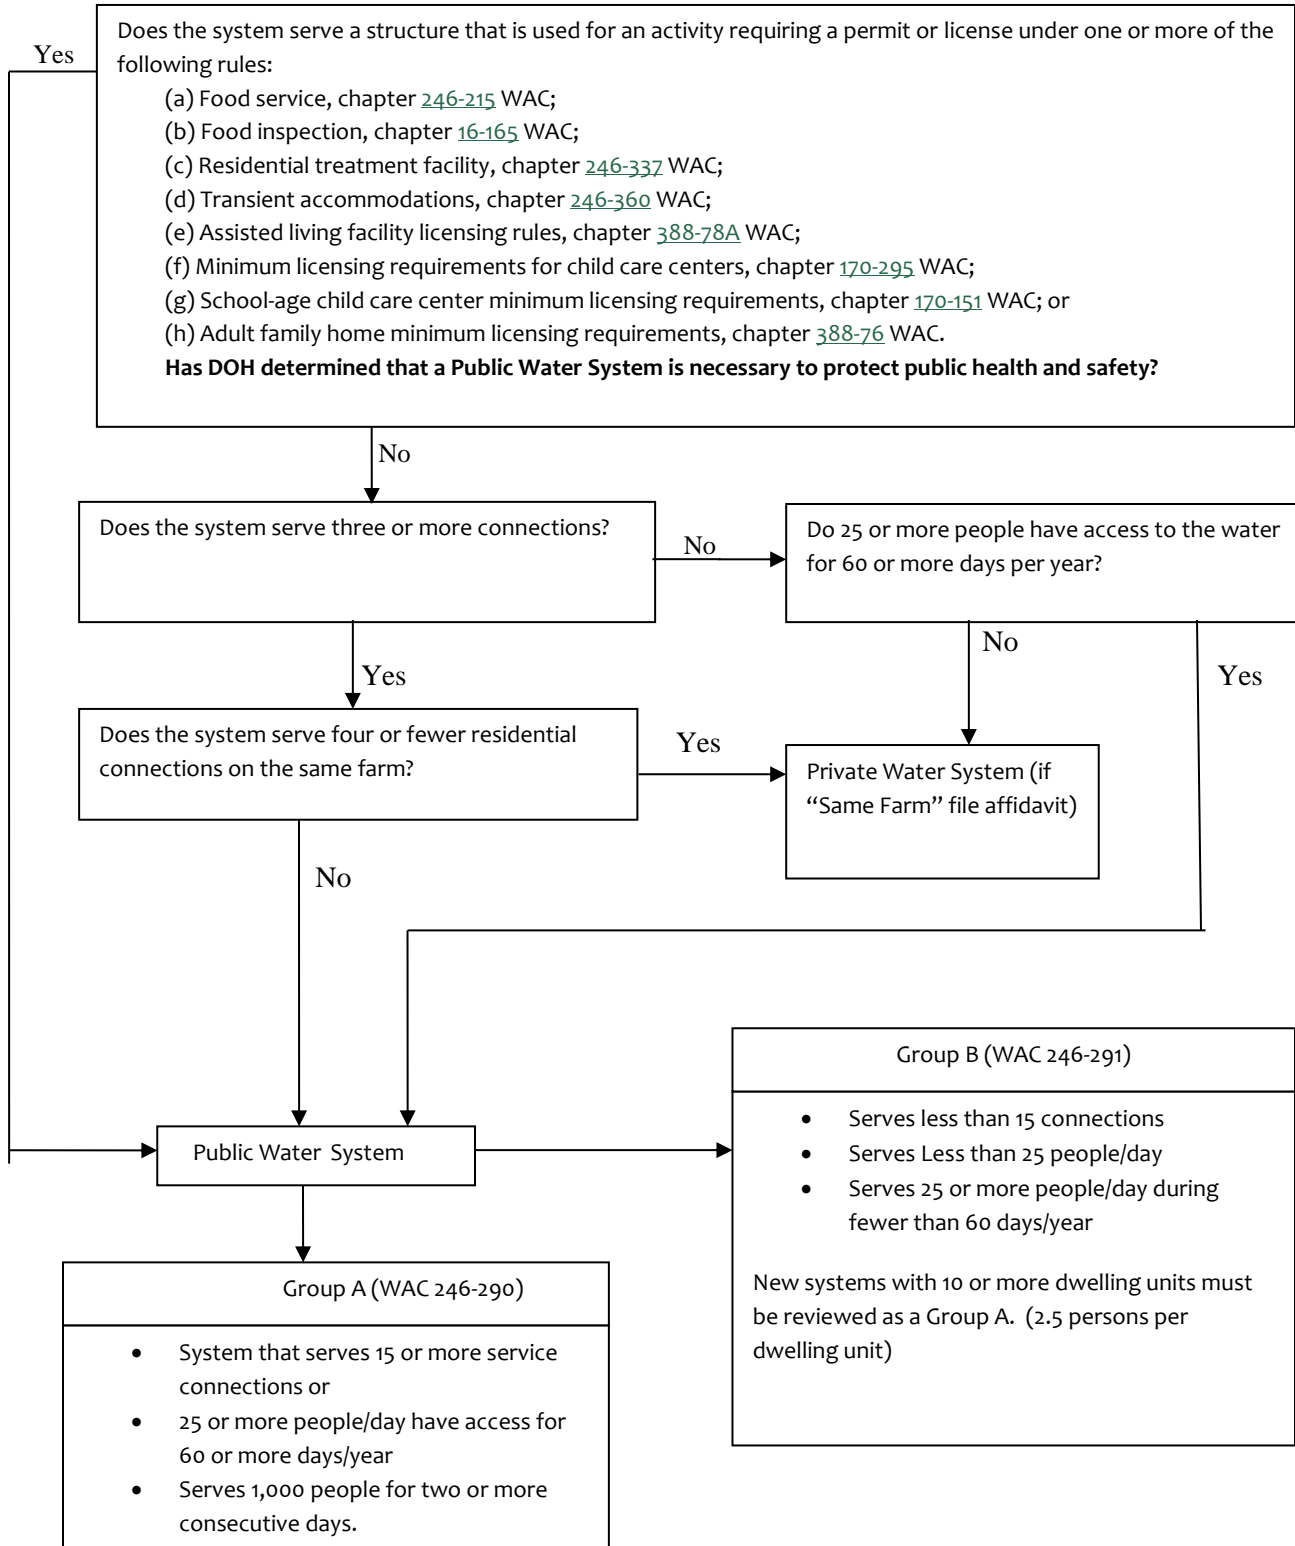 Does the system serve a structure that is used for an activity requiring a permit or license under one or more of the
following rules:
(a) Food service, chapter 246-215 WAC;
(b) Food inspection, chapter 16-165 WAC;
(c) Residential treatment facility, chapter 246-337 WAC;
(d) Transient accommodations, chapter 246-360 WAC;
(e) Assisted living facility licensing rules, chapter 388-78A WAC;
(f) Minimum licensing requirements for child care centers, chapter 170-295 WAC;
(g) School-age child care center minimum licensing requirements, chapter 170-151 WAC; or
(h) Adult family home minimum licensing requirements, chapter 388-76 WAC.
Has DOH determined that a Public Water System is necessary to protect public health and safety?
Yes
No
Does the system serve three or more connections?
No
Do 25 or more people have access to the water
for 60 or more days per year?
Yes
No
Yes
Does the system serve four or fewer residential
connections on the same farm?
Yes
Private Water System (if
“Same Farm” file affidavit)
No
Public Water System
Group B (WAC 246-291)
• Serves less than 15 connections
• Serves Less than 25 people/day
• Serves 25 or more people/day during
fewer than 60 days/year
New systems with 10 or more dwelling units must
be reviewed as a Group A. (2.5 persons per
dwelling unit)
Group A (WAC 246-290)
• System that serves 15 or more service
connections or
• 25 or more people/day have access for
60 or more days/year
• Serves 1,000 people for two or more
consecutive days.